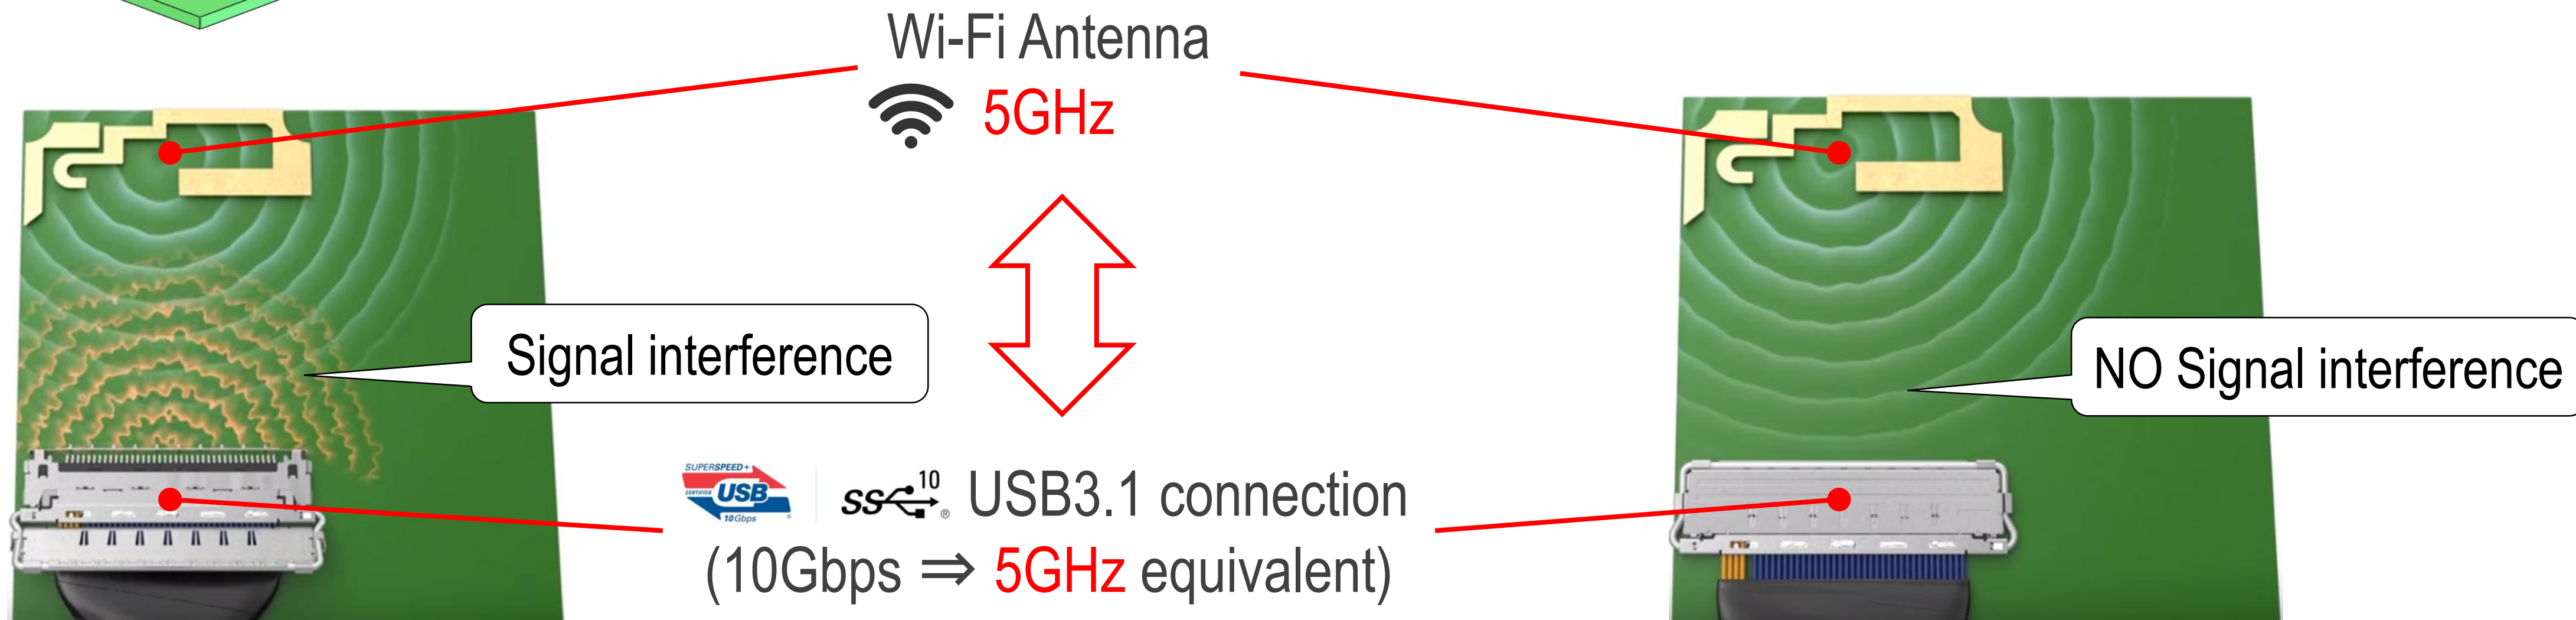 Wi-Fi Antenna
5GHz
Signal interference
NO Signal interference
SUPERSPEED+
CERTIFIED USB
10Gbps
SS 10 ® USB3.1 connection
(10Gbps ⇒ 5GHz equivalent)